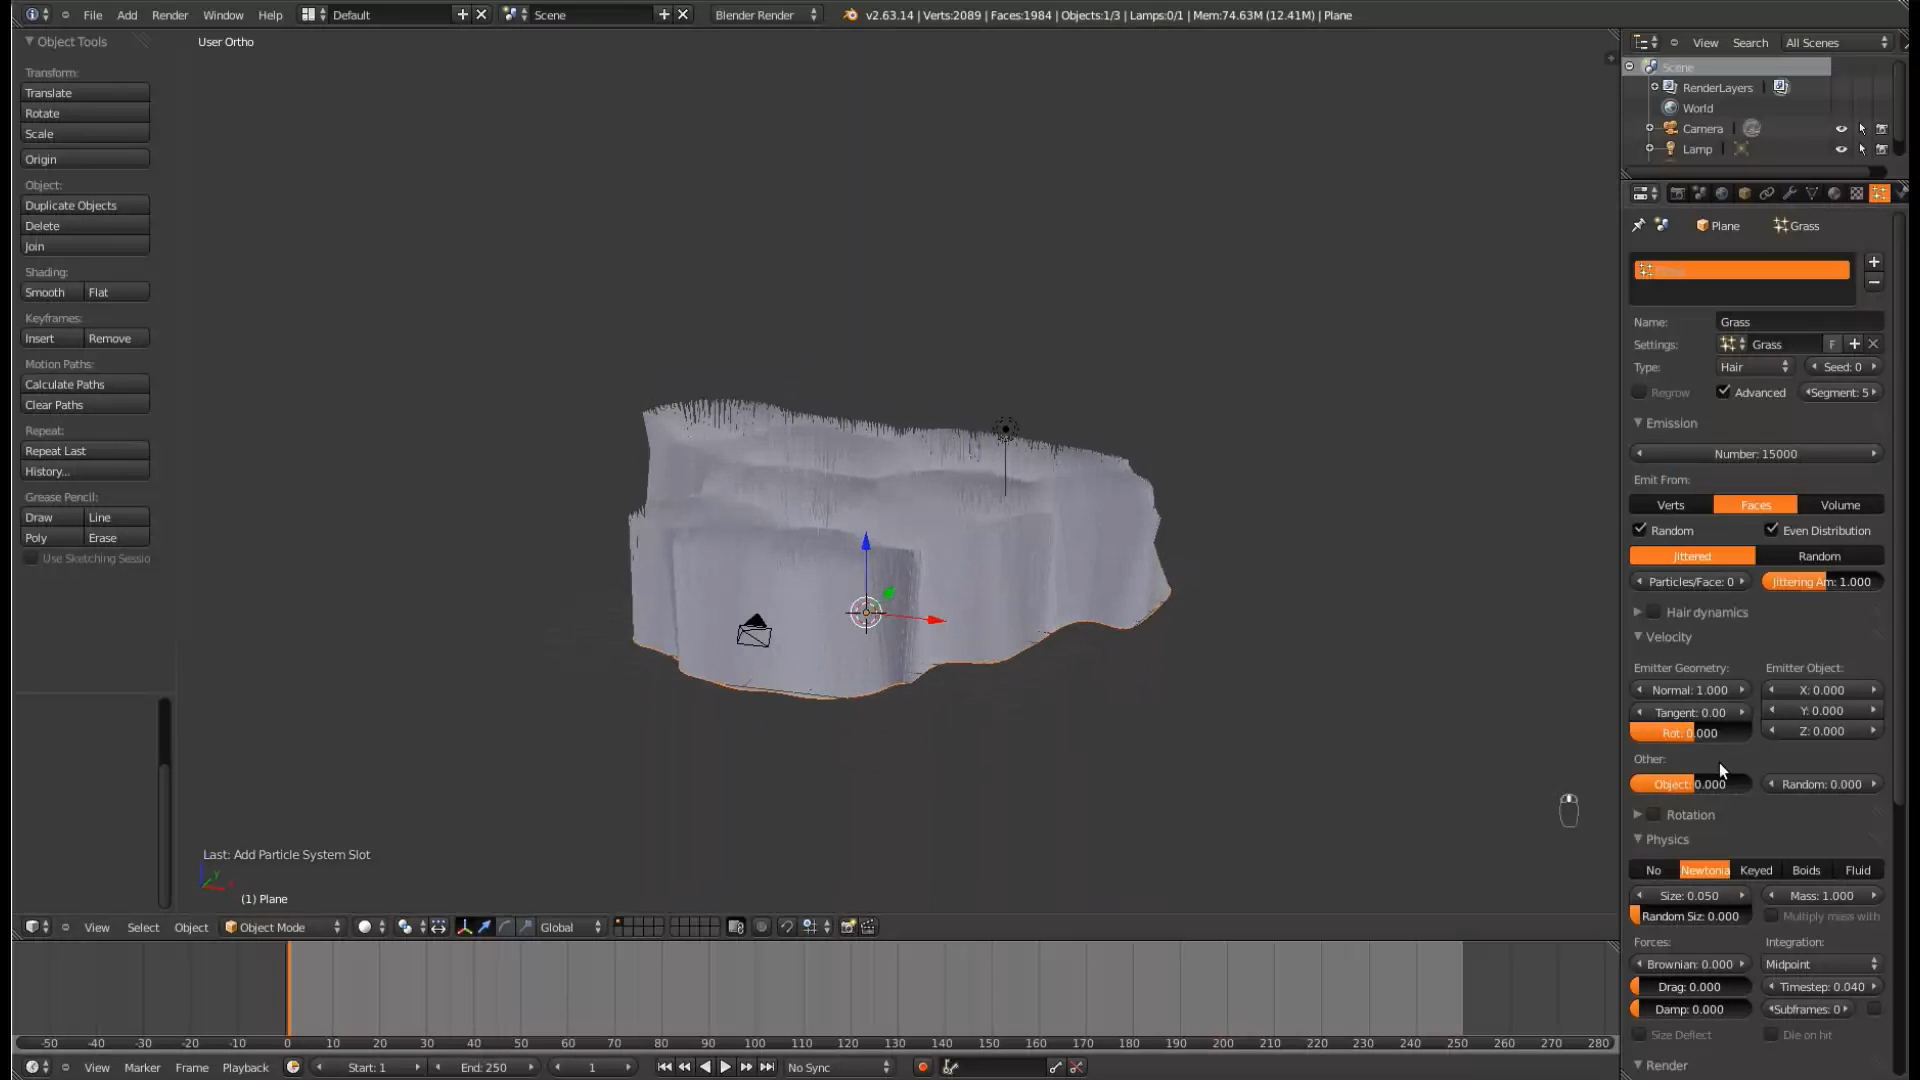 File Add Render Window Help Default Scene Blender Render v2.63.14 | Verts:2089 | Faces:1984 | Objects:1/3 | Lamps:0/1 | Mem:74.63M (12.41M) | Plane
Object Tools
User Ortho
Transform:
Translate
Rotate
Scale
Origin
Object:
Duplicate Objects
Delete
Join
Shading:
Smooth Flat
Keyframes:
Insert Remove
Motion Paths:
Calculate Paths
Clear Paths
Repeat:
Repeat Last
History...
Grease Pencil:
Draw Line
Poly Erase
Use Sketching Sessio
Last: Add Particle System Slot
(1) Plane
View Select Object Object Mode Global
-50 -40 -30 -20 -10 0 10 20 30 40 50 60 70 80 90 100 110 120 130 140 150 160 170 180 190 200 210 220 230 240 250 260 270 280
View Marker Frame Playback Start: 1 End: 250 1 No Sync
View Search All Scenes
Scene
RenderLayers
World
Camera
Lamp
Plane Grass
Name: Grass
Settings: Grass F
Type: Hair Seed: 0
Regrow Advanced Segment: 5
Emission
Number: 15000
Emit From:
Verts Faces Volume
Random Even Distribution
Jittered Random
Particles/Face: 0 Jittering Am: 1.000
Hair dynamics
Velocity
Emitter Geometry: Emitter Object:
Normal: 1.000 X: 0.000
Tangent: 0.00 Y: 0.000
Rot: 0.000 Z: 0.000
Other:
Object: 0.000 Random: 0.000
Rotation
Physics
No Newtonia Keyed Boids Fluid
Size: 0.050 Mass: 1.000
Random Siz: 0.000 Multiply mass with
Forces: Integration:
Brownian: 0.000 Midpoint
Drag: 0.000 Timestep: 0.040
Damp: 0.000 Subframes: 0
Size Deflect Die on hit
Render